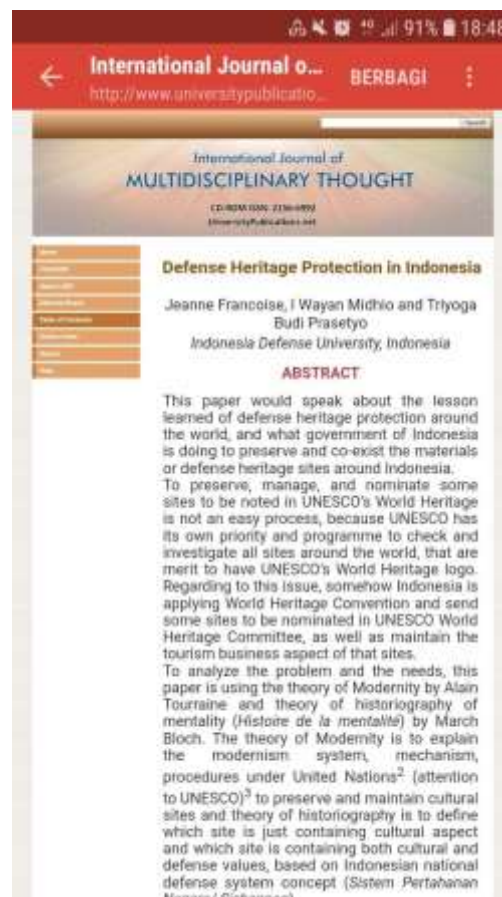 91% 18:48
International Journal o...
BERBAGI
http://www.universitypublicatio...
International Journal of
MULTIDISCIPLINARY THOUGHT
UniversityPublications.net
Defense Heritage Protection in Indonesia
Jeanne Francoise, I Wayan Midhio and Triyoga
Budi Prasetyo
Indonesia Defense University, Indonesia
ABSTRACT
This paper would speak about the lesson
learned of defense heritage protection around
the world, and what government of Indonesia
is doing to preserve and co-exist the materials
or defense heritage sites around Indonesia.
To preserve, manage, and nominate some
sites to be noted in UNESCO's World Heritage
is not an easy process, because UNESCO has
its own priority and programme to check and
investigate all sites around the world, that are
merit to have UNESCO's World Heritage logo.
Regarding to this issue, somehow Indonesia is
applying World Heritage Convention and send
some sites to be nominated in UNESCO World
Heritage Committee, as well as maintain the
tourism business aspect of that sites.
To analyze the problem and the needs, this
paper is using the theory of Modernity by Alain
Tourraine and theory of historiography of
mentality (Histoire de la mentalité) by March
Bloch. The theory of Modernity is to explain
the modernism system, mechanism,
procedures under United Nations² (attention
to UNESCO)³ to preserve and maintain cultural
sites and theory of historiography is to define
which site is just containing cultural aspect
and which site is containing both cultural and
defense values, based on Indonesian national
defense system concept (Sistem Pertahanan